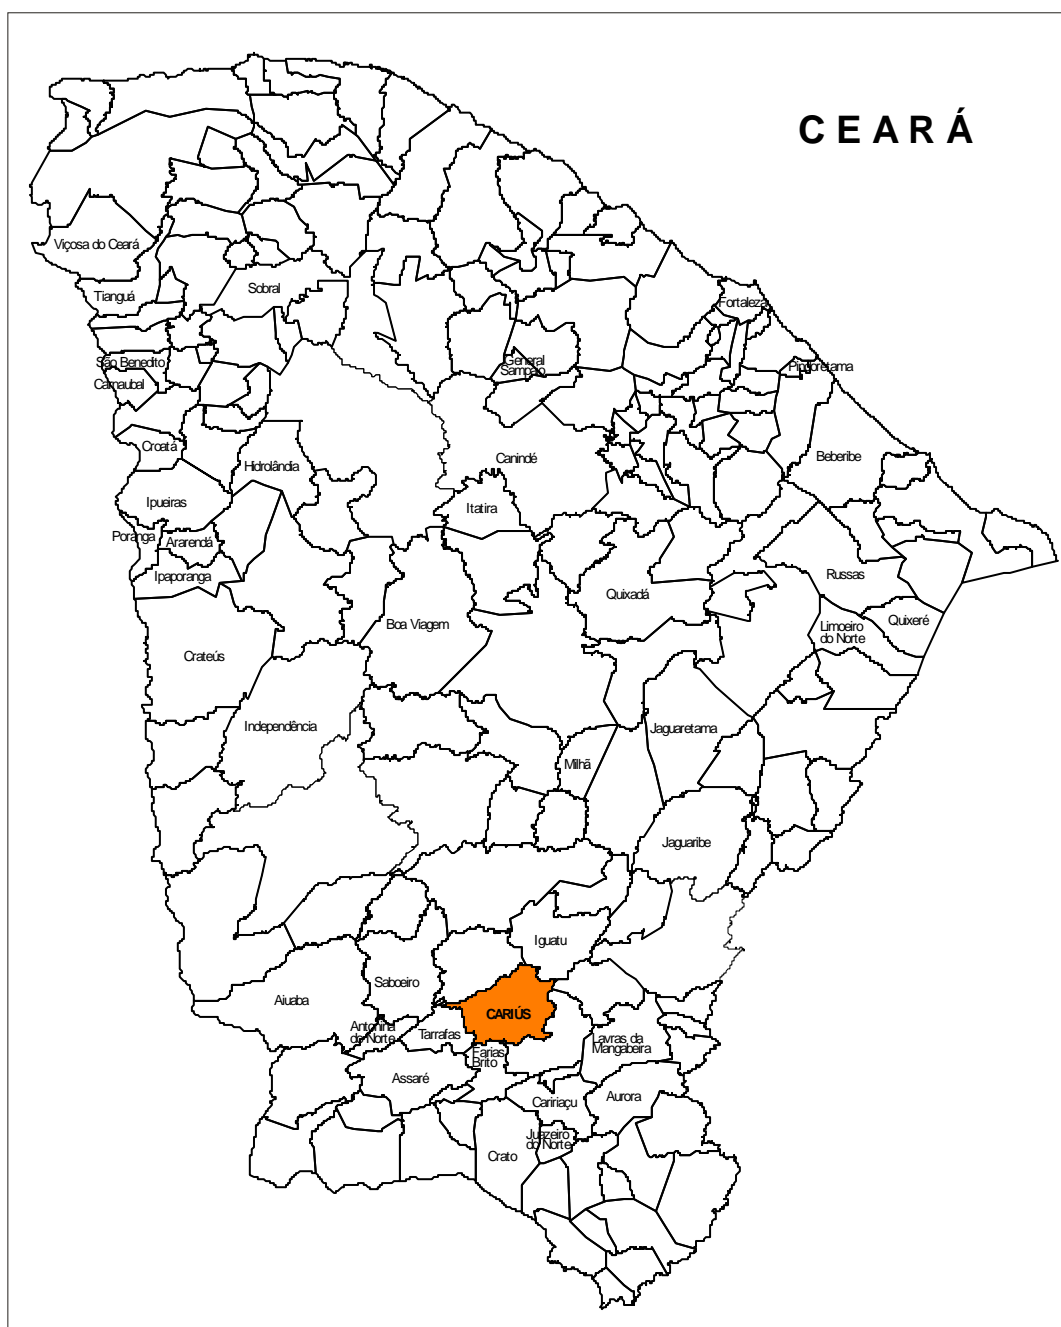 CEARÁ
Viçosa do Ceará
Tianguá
Sobral
Fortaleza
São Benedito
Carnaubal
General
Sampaio
Pindoretama
Croatá
Hidrolândia
Canindé
Beberibe
Ipueiras
Itatira
Poranga
Ararendá
Ipaporanga
Russas
Quixadá
Boa Viagem
Limoeiro
do Norte
Quixeré
Crateús
Independência
Jaguaretama
Milhã
Jaguaribe
Iguatu
Saboeiro
Aiuaba
CARIÚS
Antonina
do Norte
Tarrafas
Lavras da
Mangabeira
Farias
Brito
Assaré
Caririaçu
Aurora
Juazeiro
do Norte
Crato